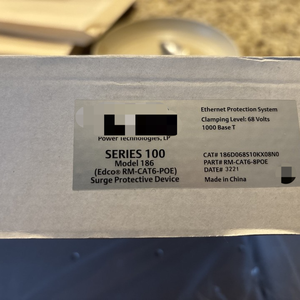 Power Technologies, LP
SERIES 100
Model 186
(Edco® RM-CAT6-POE)
Surge Protective Device
Ethernet Protection System
Clamping Level: 68 Volts
1000 Base T
CAT# 186D068S10KX08N0
PART# RM-CAT6-8POE
DATE# 3221
Made in China